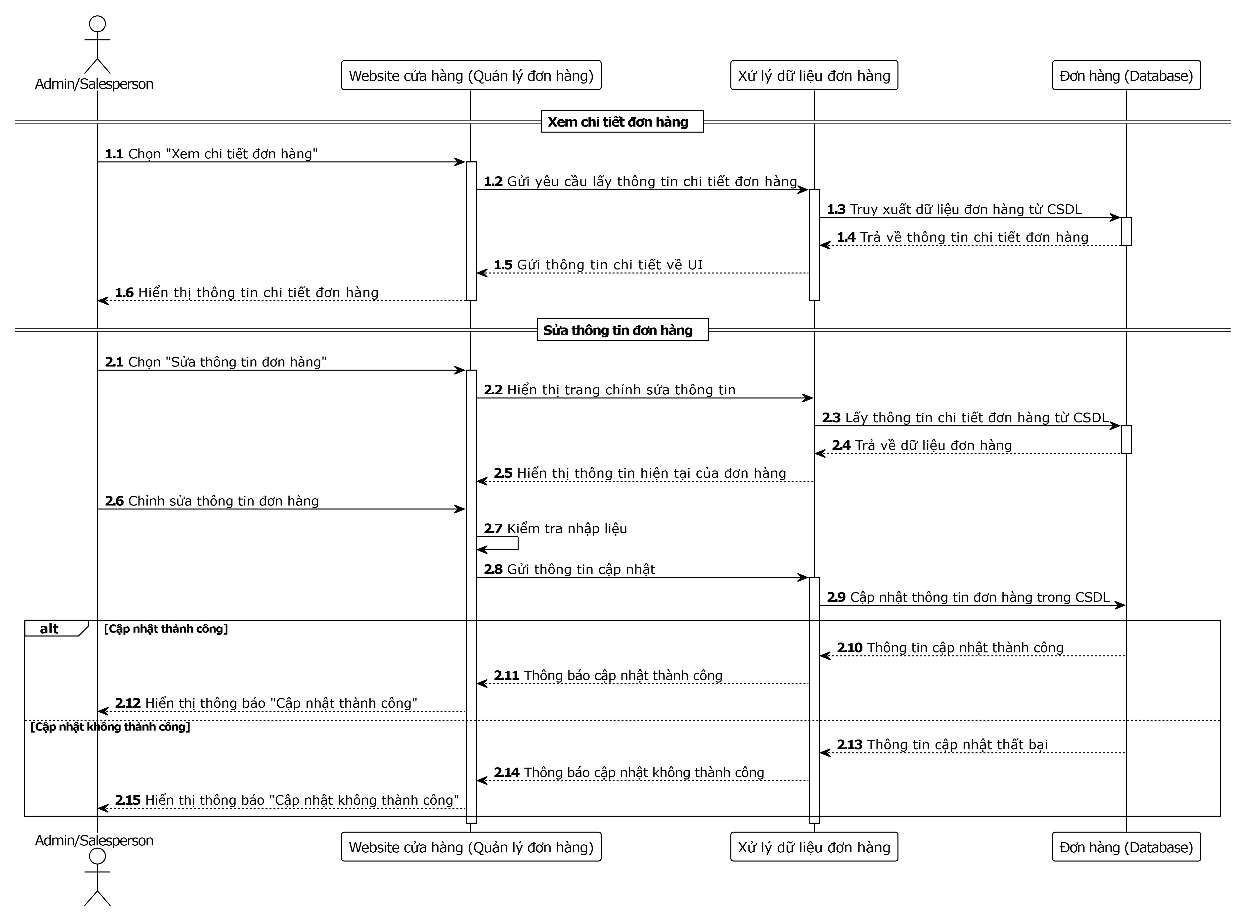 Admin/Salesperson
Website cửa hàng (Quản lý đơn hàng)
Xử lý dữ liệu đơn hàng
Đơn hàng (Database)
Xem chi tiết đơn hàng
1.1 Chọn "Xem chi tiết đơn hàng"
1.2 Gửi yêu cầu lấy thông tin chi tiết đơn hàng
1.3 Truy xuất dữ liệu đơn hàng từ CSDL
1.4 Trả về thông tin chi tiết đơn hàng
1.5 Gửi thông tin chi tiết về UI
1.6 Hiển thị thông tin chi tiết đơn hàng
Sửa thông tin đơn hàng
2.1 Chọn "Sửa thông tin đơn hàng"
2.2 Hiển thị trang chỉnh sửa thông tin
2.3 Lấy thông tin chi tiết đơn hàng từ CSDL
2.4 Trả về dữ liệu đơn hàng
2.5 Hiển thị thông tin hiện tại của đơn hàng
2.6 Chỉnh sửa thông tin đơn hàng
2.7 Kiểm tra nhập liệu
2.8 Gửi thông tin cập nhật
2.9 Cập nhật thông tin đơn hàng trong CSDL
alt
[Cập nhật thành công]
2.10 Thông tin cập nhật thành công
2.11 Thông báo cập nhật thành công
2.12 Hiển thị thông báo "Cập nhật thành công"
[Cập nhật không thành công]
2.13 Thông tin cập nhật thất bại
2.14 Thông báo cập nhật không thành công
2.15 Hiển thị thông báo "Cập nhật không thành công"
Admin/Salesperson
Website cửa hàng (Quản lý đơn hàng)
Xử lý dữ liệu đơn hàng
Đơn hàng (Database)